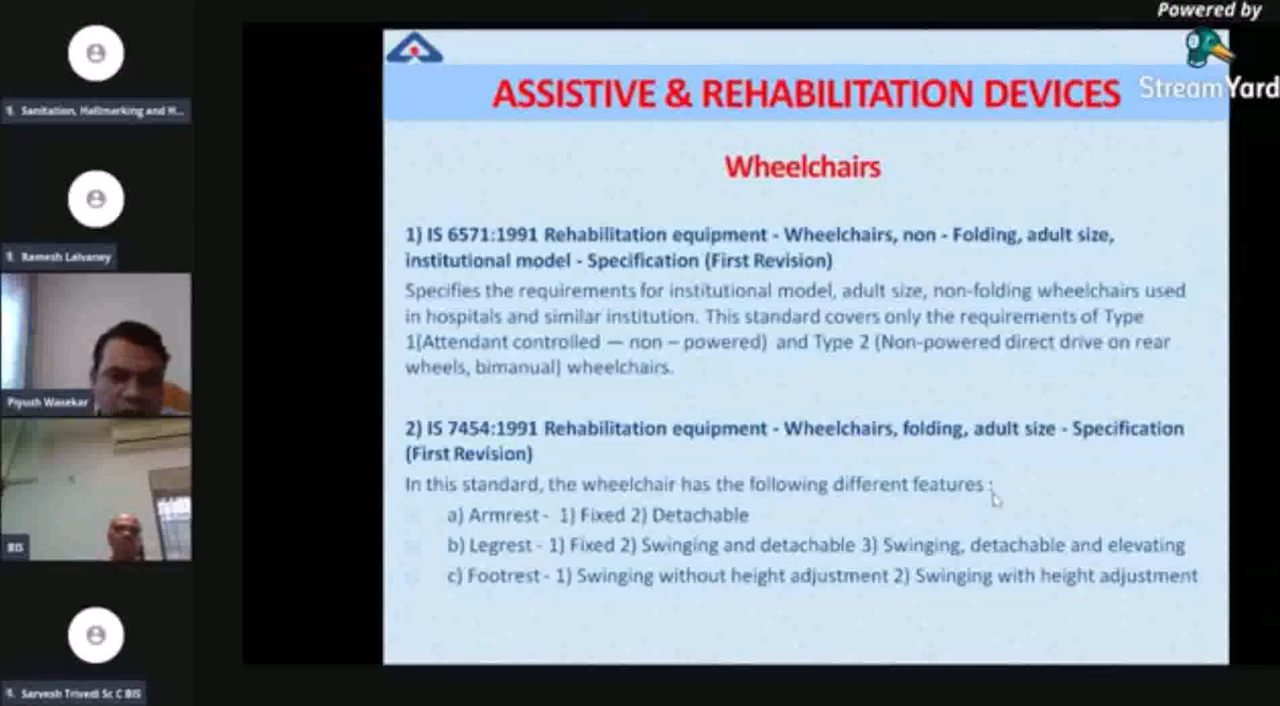 Powered by
StreamYard
ASSISTIVE & REHABILITATION DEVICES
Wheelchairs
1) IS 6571:1991 Rehabilitation equipment - Wheelchairs, non - Folding, adult size,
institutional model - Specification (First Revision)
Specifies the requirements for institutional model, adult size, non-folding wheelchairs used
in hospitals and similar institution. This standard covers only the requirements of Type
1(Attendant controlled — non – powered) and Type 2 (Non-powered direct drive on rear
wheels, bimanual) wheelchairs.
2) IS 7454:1991 Rehabilitation equipment - Wheelchairs, folding, adult size - Specification
(First Revision)
In this standard, the wheelchair has the following different features :
a) Armrest - 1) Fixed 2) Detachable
b) Legrest - 1) Fixed 2) Swinging and detachable 3) Swinging, detachable and elevating
c) Footrest - 1) Swinging without height adjustment 2) Swinging with height adjustment
Sanitation, Hallmarking and H...
Ramesh Lalvaney
Piyush Wasekar
BIS
Sarvesh Trivedi Sc C BIS